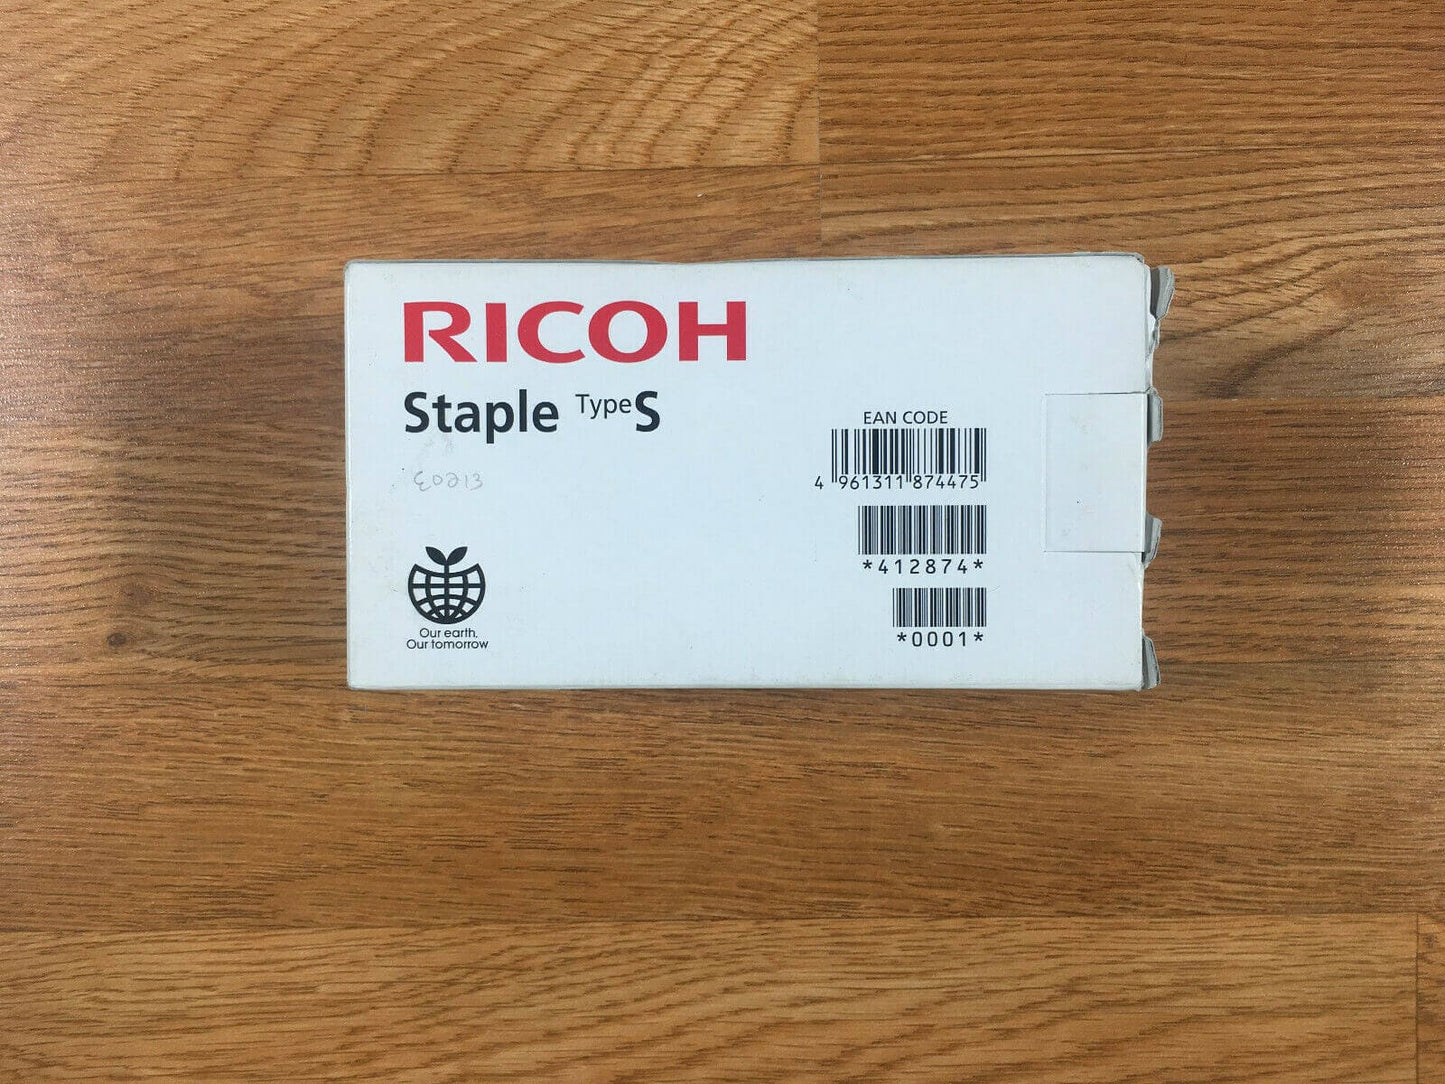 RICOH
Staple Type S
E0213
EAN CODE
4 961311 874475
*412874*
*0001*
Our earth.
Our tomorrow